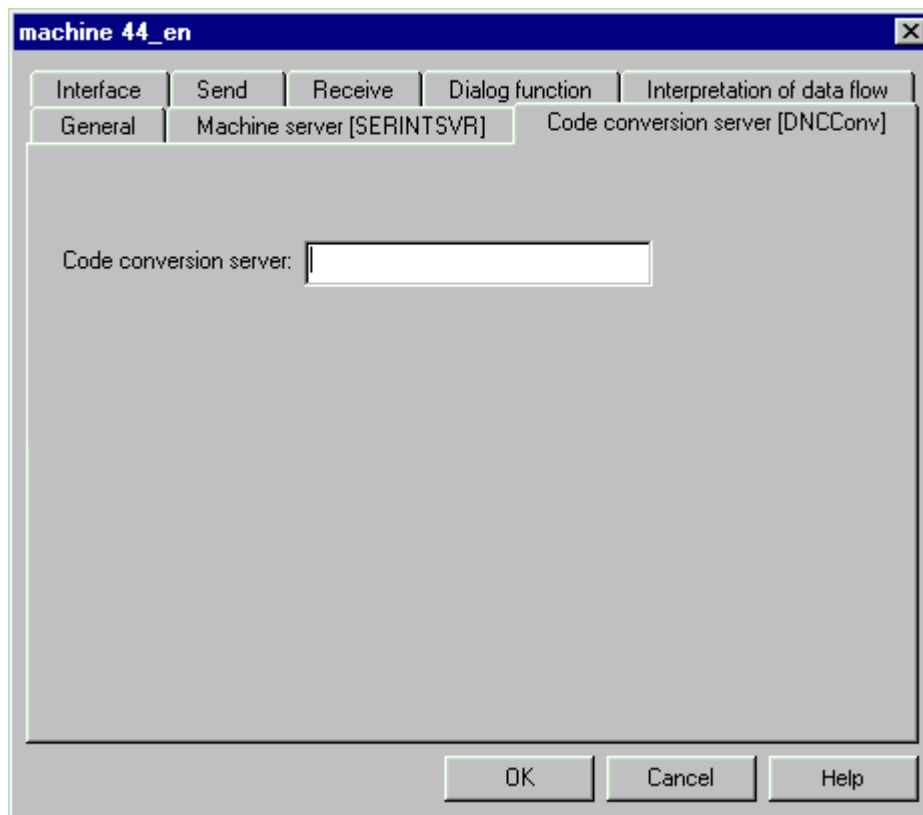 machine 44_en
Interface Send Receive Dialog function Interpretation of data flow
General Machine server [SERINTSVR] Code conversion server [DNCConv]
Code conversion server:
OK Cancel Help